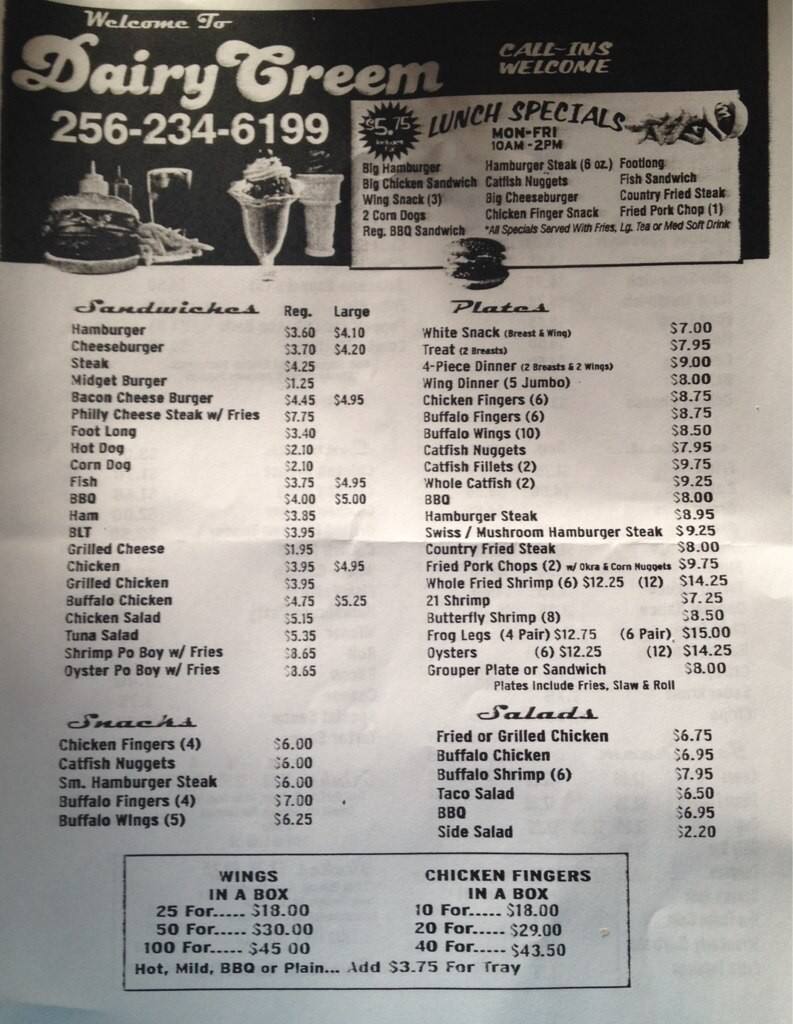 Welcome To
Dairy Creem
256-234-6199
CALL-INS
WELCOME
$5.75
LUNCH SPECIALS
MON-FRI
10AM-2PM
Big Hamburger
Big Chicken Sandwich
Wing Snack (3)
2 Corn Dogs
Reg. BBQ Sandwich
Hamburger Steak (6 oz.)
Catfish Nuggets
Big Cheeseburger
Chicken Finger Snack
Footlong
Fish Sandwich
Country Fried Steak
Fried Pork Chop (1)
*All Specials Served With Fries, Lg. Tea or Med Soft Drink
Sandwiches Reg. Large
Hamburger $3.60 $4.10
Cheeseburger $3.70 $4.20
Steak $4.25
Midget Burger $1.25
Bacon Cheese Burger $4.45 $4.95
Philly Cheese Steak w/ Fries $7.75
Foot Long $3.40
Hot Dog $2.10
Corn Dog $2.10
Fish $3.75 $4.95
BBQ $4.00 $5.00
Ham $3.85
BLT $3.95
Grilled Cheese $1.95
Chicken $3.95 $4.95
Grilled Chicken $3.95
Buffalo Chicken $4.75 $5.25
Chicken Salad $5.15
Tuna Salad $5.35
Shrimp Po Boy w/ Fries $8.65
Oyster Po Boy w/ Fries $8.65
Plates
White Snack (Breast & Wing) $7.00
Treat (2 Breasts) $7.95
4-Piece Dinner (2 Breasts & 2 Wings) $9.00
Wing Dinner (5 Jumbo) $8.00
Chicken Fingers (6) $8.75
Buffalo Fingers (6) $8.75
Buffalo Wings (10) $8.50
Catfish Nuggets $7.95
Catfish Fillets (2) $9.75
Whole Catfish (2) $9.25
BBQ $8.00
Hamburger Steak $8.95
Swiss / Mushroom Hamburger Steak $9.25
Country Fried Steak $8.00
Fried Pork Chops (2) w/ Okra & Corn Nuggets $9.75
Whole Fried Shrimp (6) $12.25 (12) $14.25
21 Shrimp $7.25
Butterfly Shrimp (8) $8.50
Frog Legs (4 Pair) $12.75 (6 Pair) $15.00
Oysters (6) $12.25 (12) $14.25
Grouper Plate or Sandwich $8.00
Plates Include Fries, Slaw & Roll
Snacks
Chicken Fingers (4) $6.00
Catfish Nuggets $6.00
Sm. Hamburger Steak $6.00
Buffalo Fingers (4) $7.00
Buffalo Wings (5) $6.25
Salads
Fried or Grilled Chicken $6.75
Buffalo Chicken $6.95
Buffalo Shrimp (6) $7.95
Taco Salad $6.50
BBQ $6.95
Side Salad $2.20
WINGS
IN A BOX
25 For..... $18.00
50 For..... $30.00
100 For..... $45 00
CHICKEN FINGERS
IN A BOX
10 For..... $18.00
20 For..... $29.00
40 For..... $43.50
Hot, Mild, BBQ or Plain... Add $3.75 For Tray